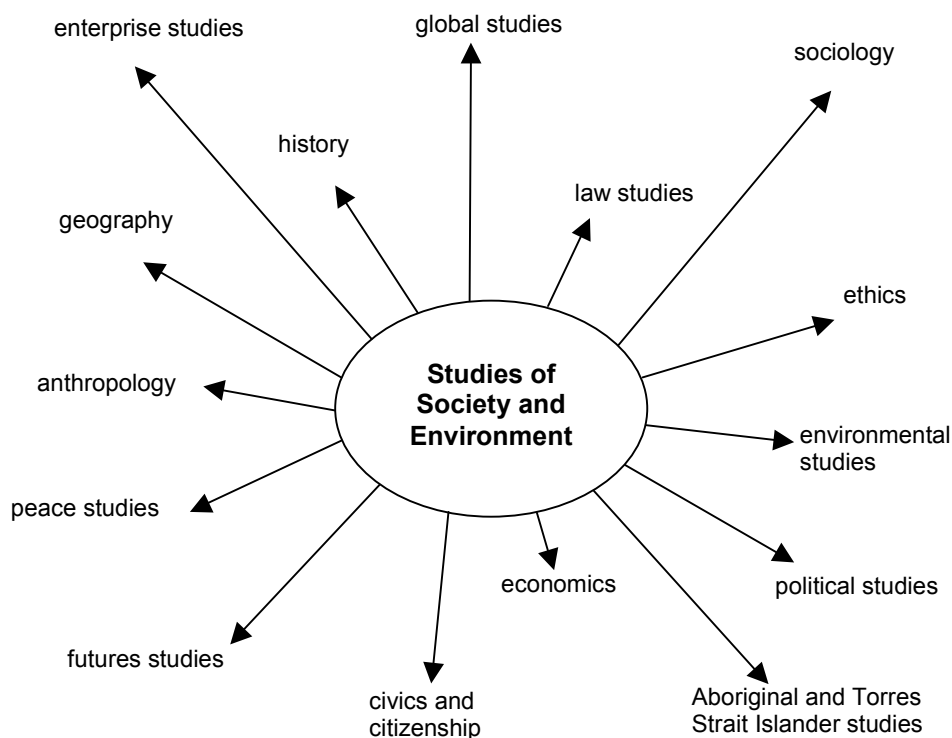 enterprise studies
global studies
sociology
history
law studies
geography
ethics
Studies of
Society and
Environment
anthropology
environmental
studies
peace studies
economics
political studies
futures studies
civics and
citizenship
Aboriginal and Torres
Strait Islander studies